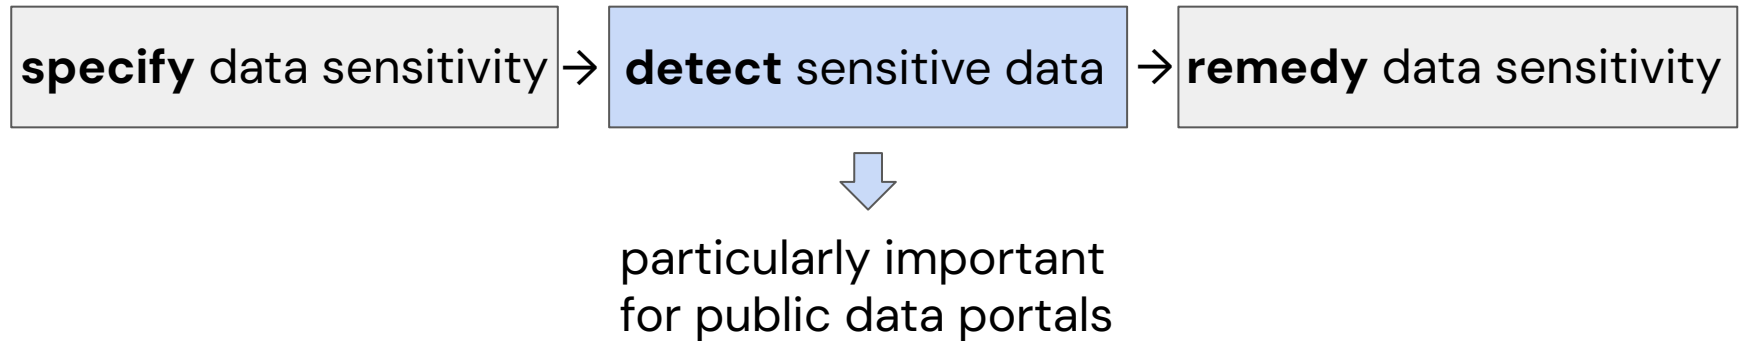 specify data sensitivity → detect sensitive data → remedy data sensitivity
particularly important
for public data portals